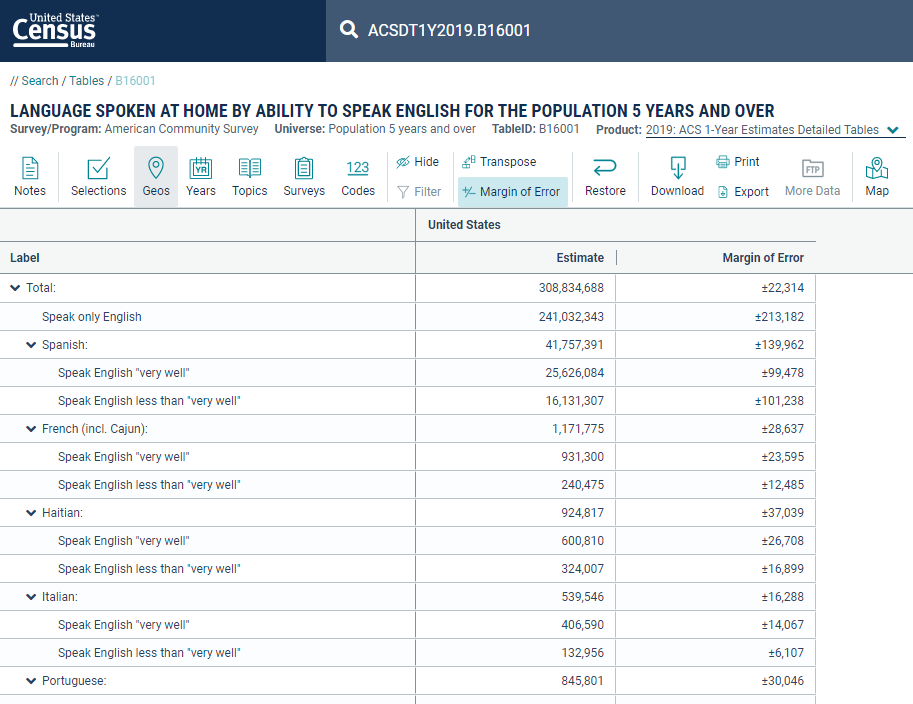 United States™
Census
Bureau
ACSDT1Y2019.B16001
// Search / Tables / B16001
LANGUAGE SPOKEN AT HOME BY ABILITY TO SPEAK ENGLISH FOR THE POPULATION 5 YEARS AND OVER
Survey/Program: American Community Survey Universe: Population 5 years and over TableID: B16001 Product: 2019: ACS 1-Year Estimates Detailed Tables
Notes Selections Geos YR Years Topics Surveys 123 Codes Hide Filter Transpose Margin of Error Restore Download Print Export FTP More Data Map
United States
Label Estimate Margin of Error
Total: 308,834,688 ±22,314
Speak only English 241,032,343 ±213,182
Spanish: 41,757,391 ±139,962
Speak English "very well" 25,626,084 ±99,478
Speak English less than "very well" 16,131,307 ±101,238
French (incl. Cajun): 1,171,775 ±28,637
Speak English "very well" 931,300 ±23,595
Speak English less than "very well" 240,475 ±12,485
Haitian: 924,817 ±37,039
Speak English "very well" 600,810 ±26,708
Speak English less than "very well" 324,007 ±16,899
Italian: 539,546 ±16,288
Speak English "very well" 406,590 ±14,067
Speak English less than "very well" 132,956 ±6,107
Portuguese: 845,801 ±30,046